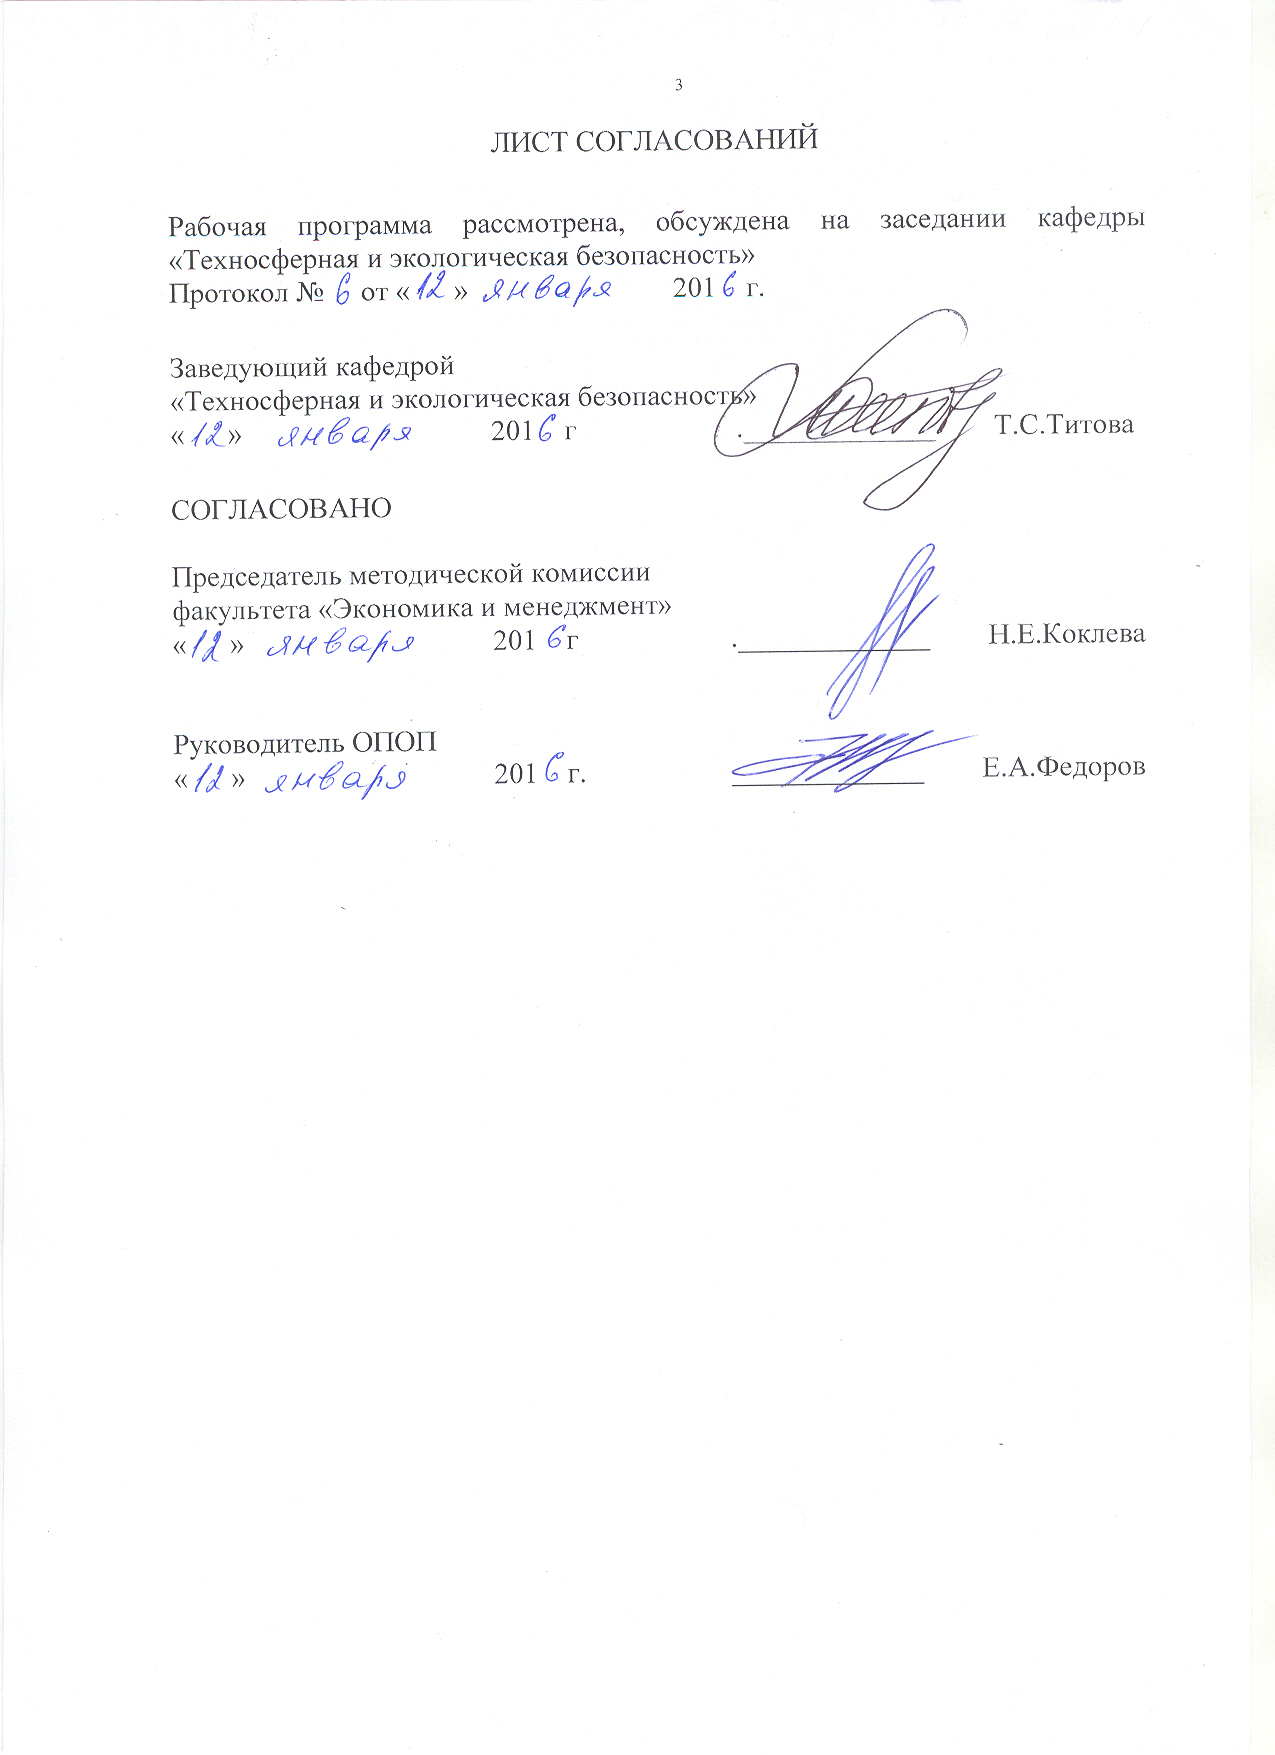 3
ЛИСТ СОГЛАСОВАНИЙ
Рабочая программа рассмотрена, обсуждена на заседании кафедры
«Техносферная и экологическая безопасность»
Протокол № 6 от «12» января 2016 г.
Заведующий кафедрой
«Техносферная и экологическая безопасность»
«12» января 2016 г. Т.С.Титова
СОГЛАСОВАНО
Председатель методической комиссии
факультета «Экономика и менеджмент»
«12» января 2016г. Н.Е.Коклева
Руководитель ОПОП
«12» января 2016 г. Е.А.Федоров